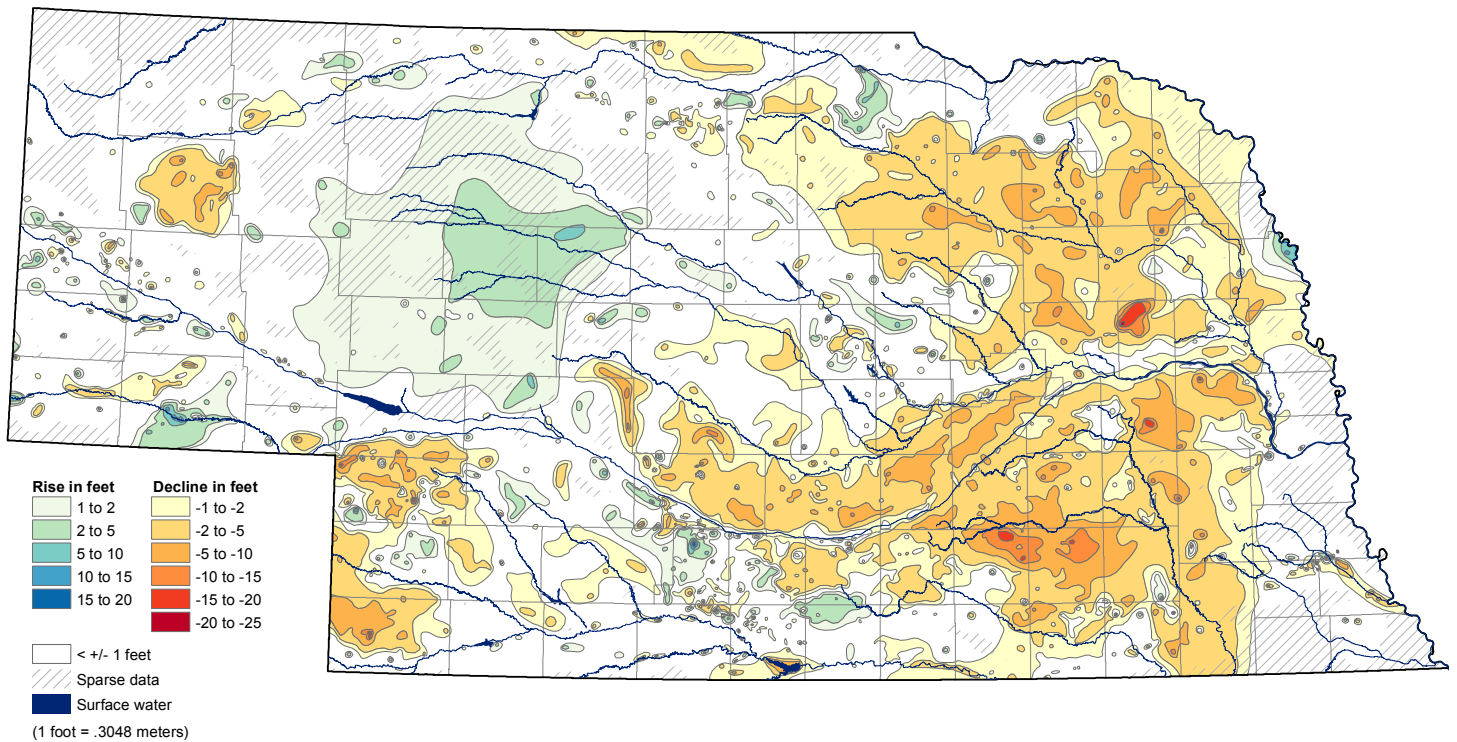 Rise in feet
1 to 2
2 to 5
5 to 10
10 to 15
15 to 20
Decline in feet
-1 to -2
-2 to -5
-5 to -10
-10 to -15
-15 to -20
-20 to -25
< +/- 1 feet
Sparse data
Surface water
(1 foot = .3048 meters)